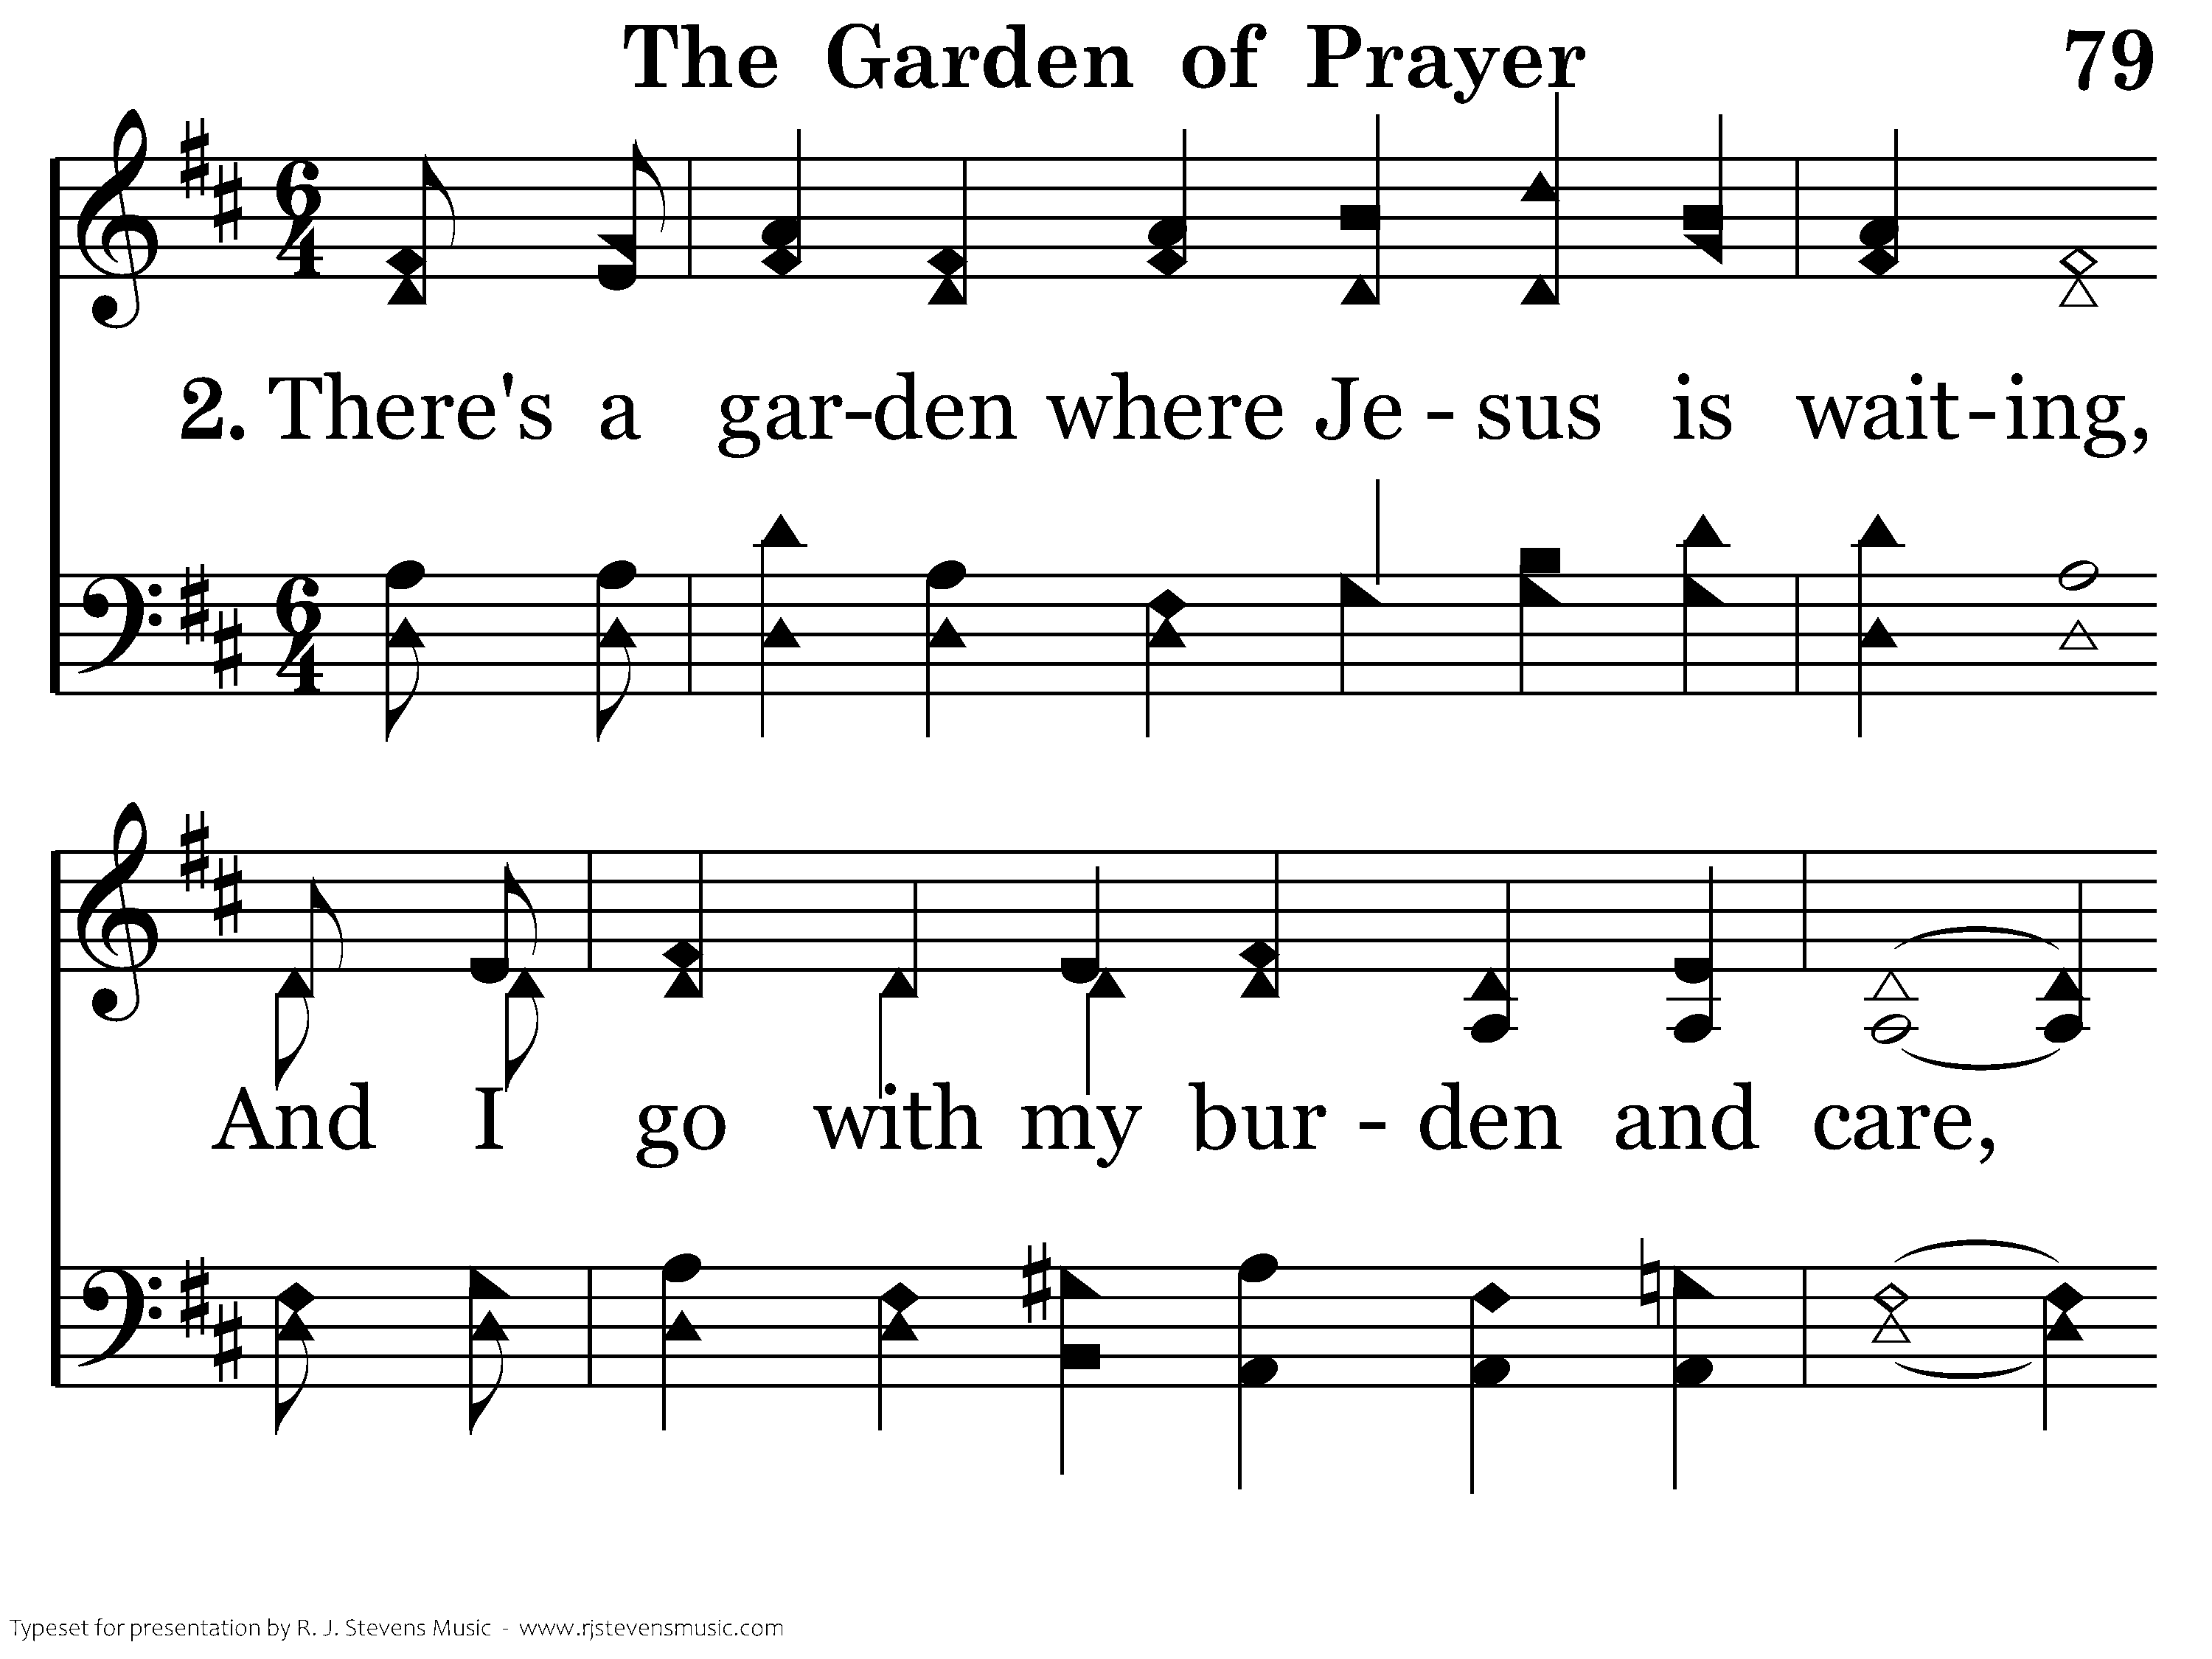 The Garden of Prayer 79
2. There's a gar-den where Je - sus is wait-ing,
And I go with my bur - den and care,
Typeset for presentation by R. J. Stevens Music - www.rjstevensmusic.com